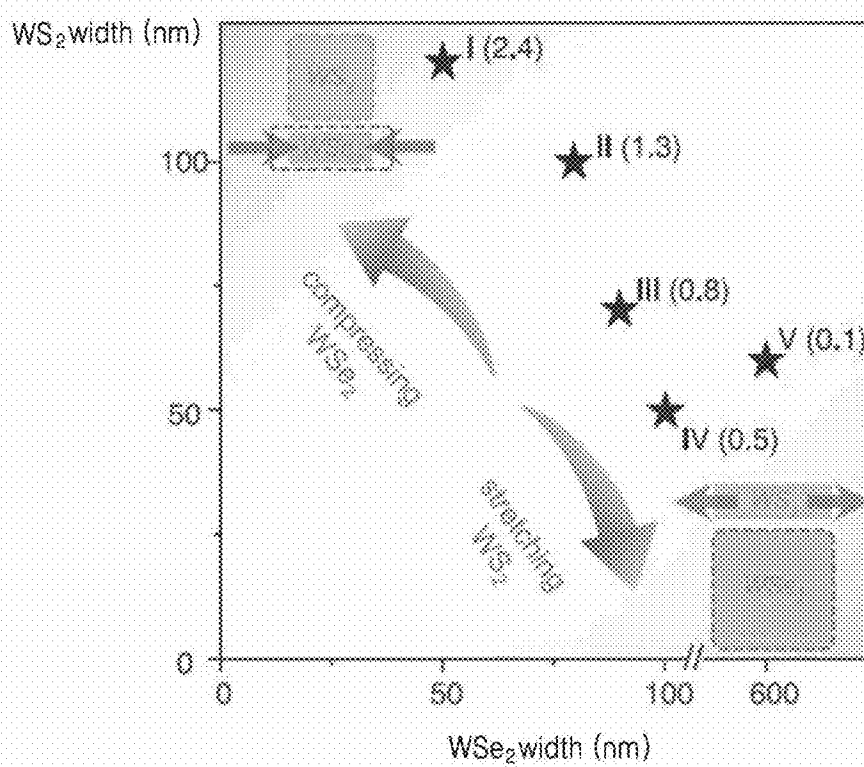 WS₂ width (nm)
I (2.4)
100
II (1.3)
compressing
WSe₂
III (0.8)
V (0.1)
50
IV (0.5)
stretching
WS₂
0
0 50 100 600
WSe₂ width (nm)